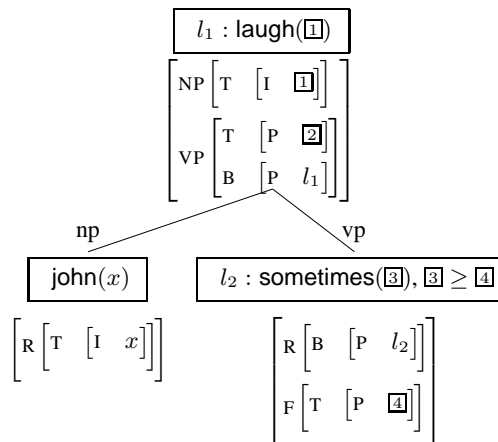 l₁ : laugh(1)
NP [T [I 1]]
VP [T [P 2]
B [P l₁]]
np vp
john(x) l₂ : sometimes(3), 3 ≥ 4
[R [T [I x]]] R [B [P l₂]]
F [T [P 4]]